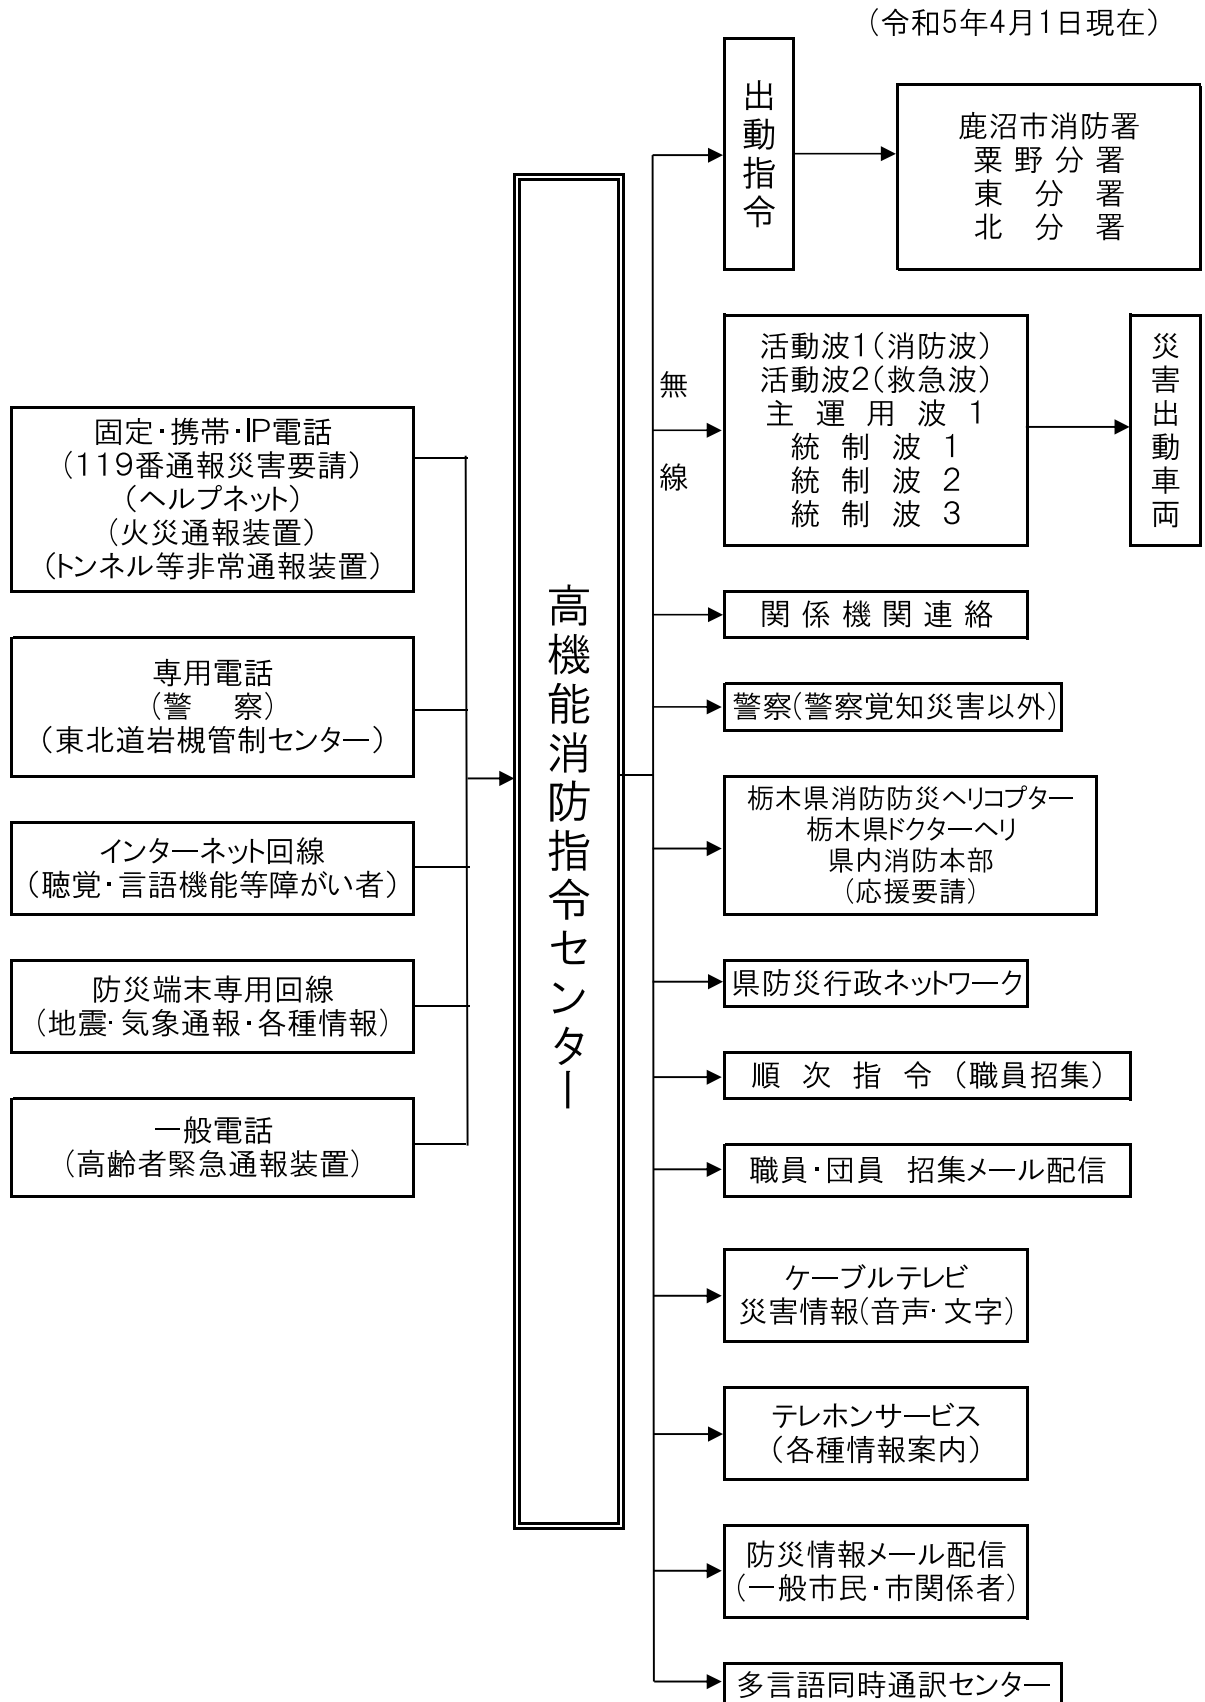 （令和5年4月1日現在）
固定・携帯・IP電話
（119番通報災害要請）
（ヘルプネット）
（火災通報装置）
（トンネル等非常通報装置）
専用電話
（警　察）
（東北道岩槻管制センター）
インターネット回線
（聴覚・言語機能等障がい者）
防災端末専用回線
（地震・気象通報・各種情報）
一般電話
（高齢者緊急通報装置）
高機能消防指令センター
出動指令
鹿沼市消防署
粟野分署
東　分　署
北　分　署
無線
活動波1（消防波）
活動波2（救急波）
主運用波1
統制波1
統制波2
統制波3
災害出動車両
関係機関連絡
警察(警察覚知災害以外)
栃木県消防防災ヘリコプター
栃木県ドクターヘリ
県内消防本部
（応援要請）
県防災行政ネットワーク
順次指令（職員招集）
職員・団員　招集メール配信
ケーブルテレビ
災害情報(音声・文字)
テレホンサービス
（各種情報案内）
防災情報メール配信
(一般市民・市関係者)
多言語同時通訳センター